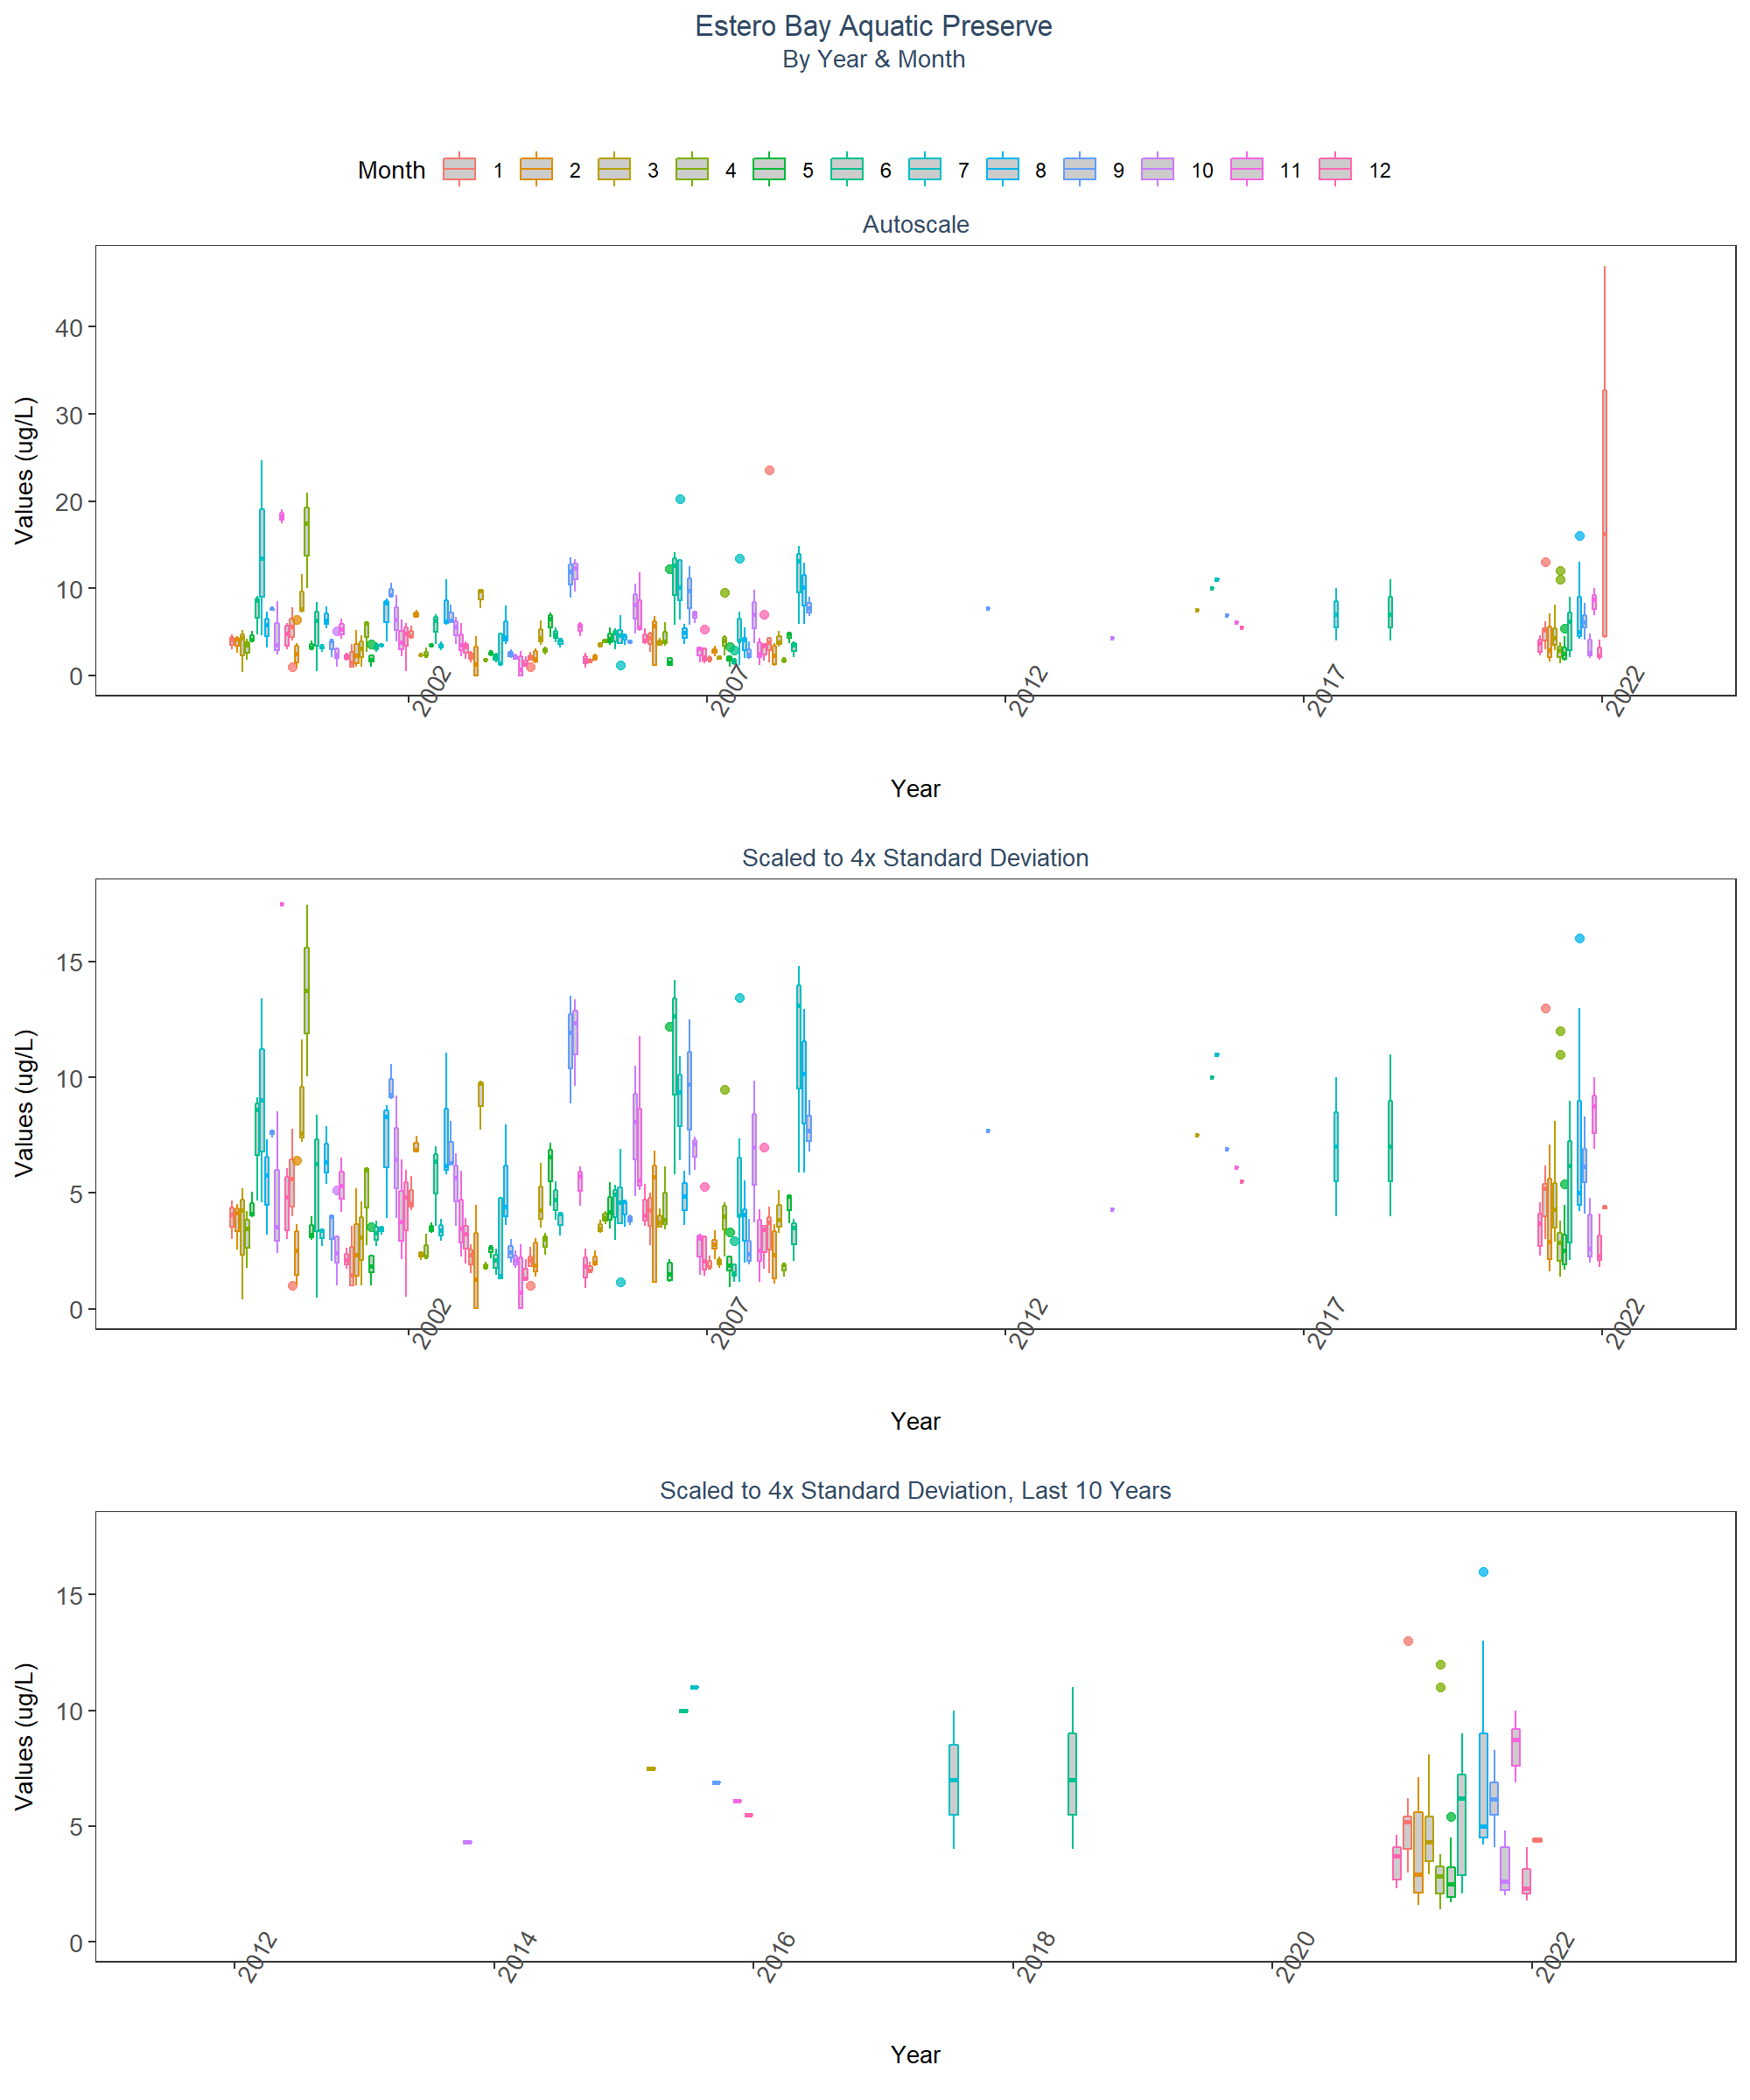 Estero Bay Aquatic Preserve
By Year & Month
Month 1 2 3 4 5 6 7 8 9 10 11 12
Autoscale
Values (ug/L)
40
30
20
10
0
2002 2007 2012 2017 2022
Year
Scaled to 4x Standard Deviation
Values (ug/L)
15
10
5
0
2002 2007 2012 2017 2022
Year
Scaled to 4x Standard Deviation, Last 10 Years
Values (ug/L)
15
10
5
0
2012 2014 2016 2018 2020 2022
Year